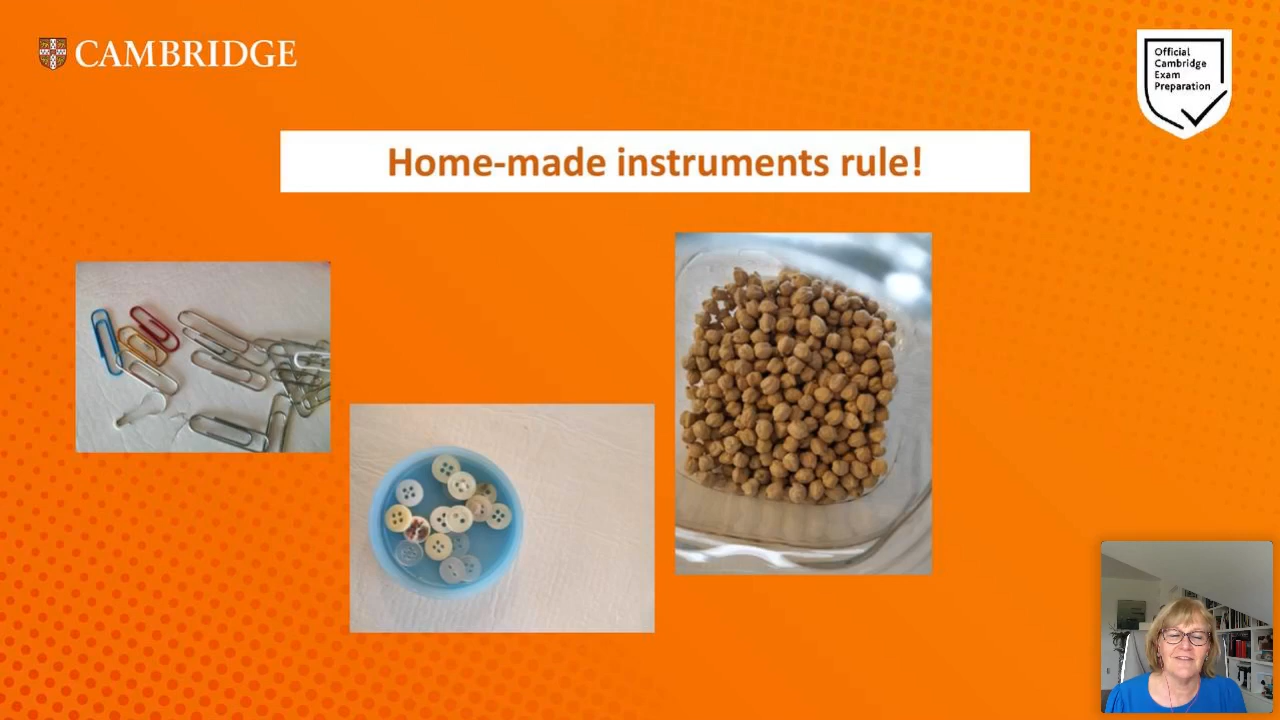 CAMBRIDGE
Official
Cambridge
Exam
Preparation
Home-made instruments rule!